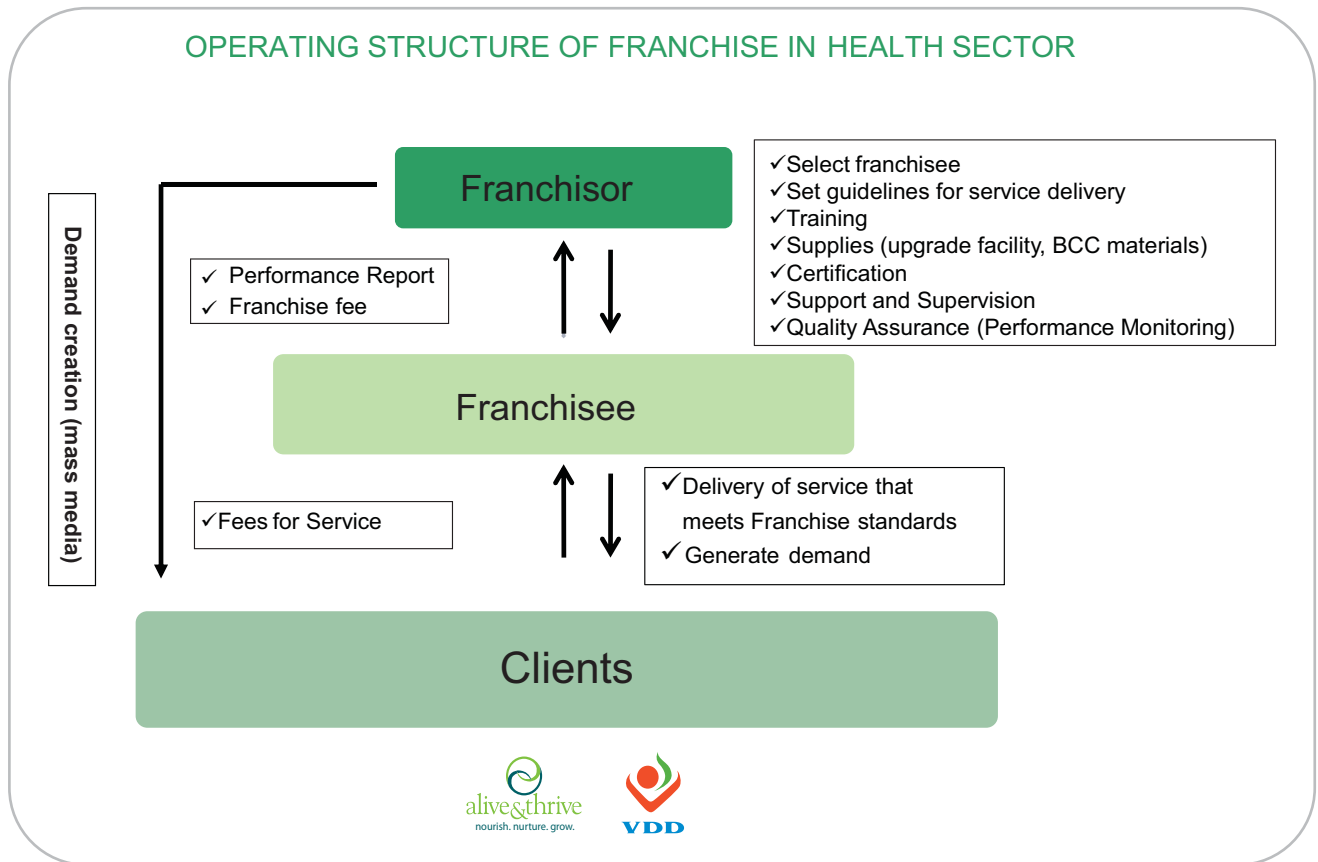 OPERATING STRUCTURE OF FRANCHISE IN HEALTH SECTOR
Franchisor
✓Select franchisee
✓Set guidelines for service delivery
✓Training
✓Supplies (upgrade facility, BCC materials)
✓Certification
✓Support and Supervision
✓Quality Assurance (Performance Monitoring)
Demand creation (mass media)
✓ Performance Report
✓ Franchise fee
Franchisee
✓Fees for Service
✓Delivery of service that
meets Franchise standards
✓Generate demand
Clients
alive&thrive
nourish. nurture. grow.
VDD